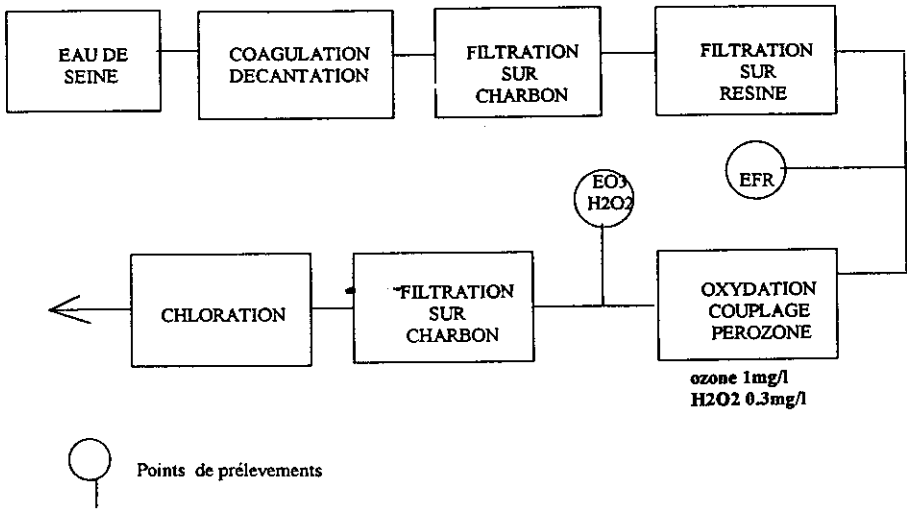 EAU DE
SEINE
COAGULATION
DECANTATION
FILTRATION
SUR
CHARBON
FILTRATION
SUR
RESINE
EFR
EO3
H2O2
OXYDATION
COUPLAGE
PEROZONE
ozone 1mg/l
H2O2 0.3mg/l
FILTRATION
SUR
CHARBON
CHLORATION
Points de prélevements